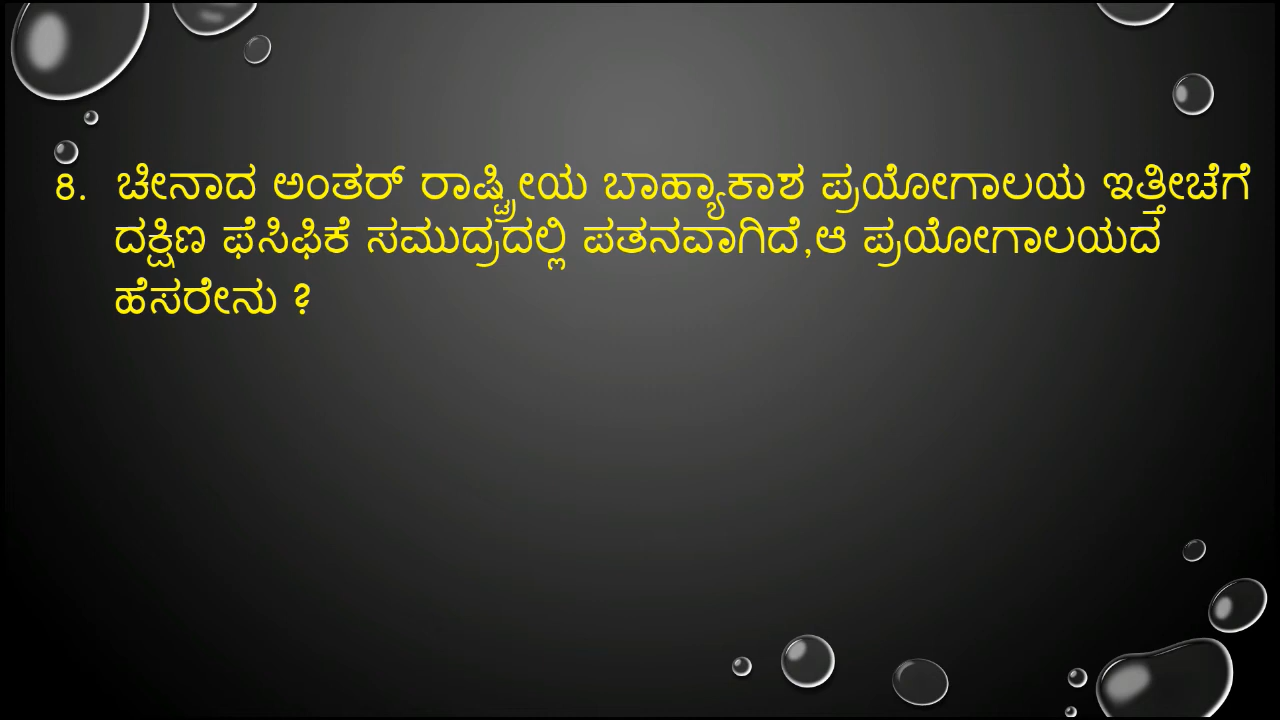 8. ಚೀನಾದ ಅಂತರ್ ರಾಷ್ಟ್ರೀಯ ಬಾಹ್ಯಾಕಾಶ ಪ್ರಯೋಗಾಲಯ ಇತ್ತೀಚೆಗೆ
ದಕ್ಷಿಣ ಫೆಸಿಫಿಕೆ ಸಮುದ್ರದಲ್ಲಿ ಪತನವಾಗಿದೆ,ಆ ಪ್ರಯೋಗಾಲಯದ
ಹೆಸರೇನು ?